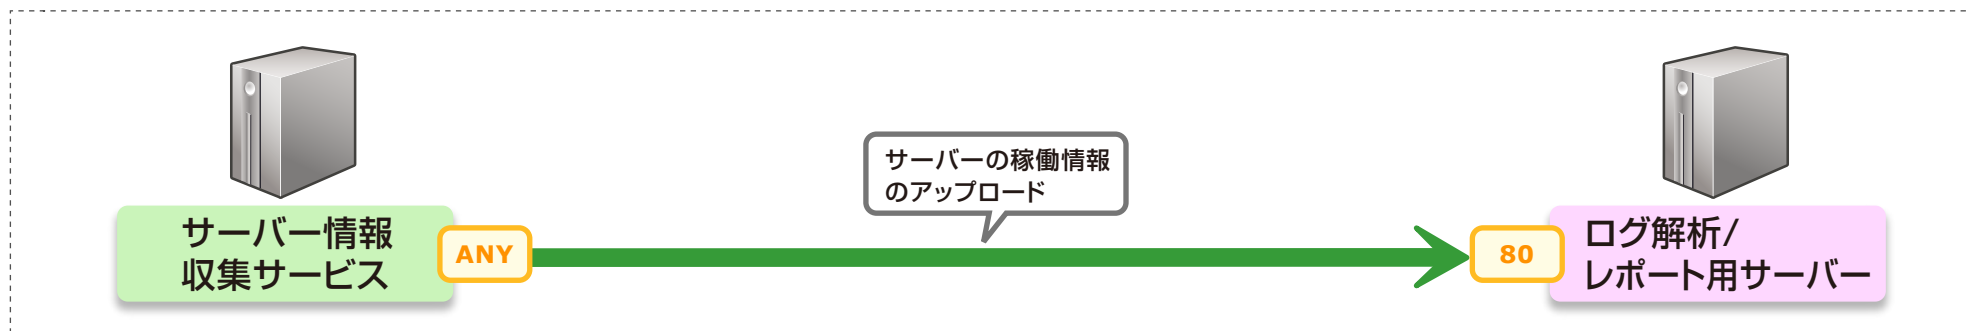 サーバーの稼働情報
のアップロード
サーバー情報
収集サービス
ANY
80
ログ解析/
レポート用サーバー